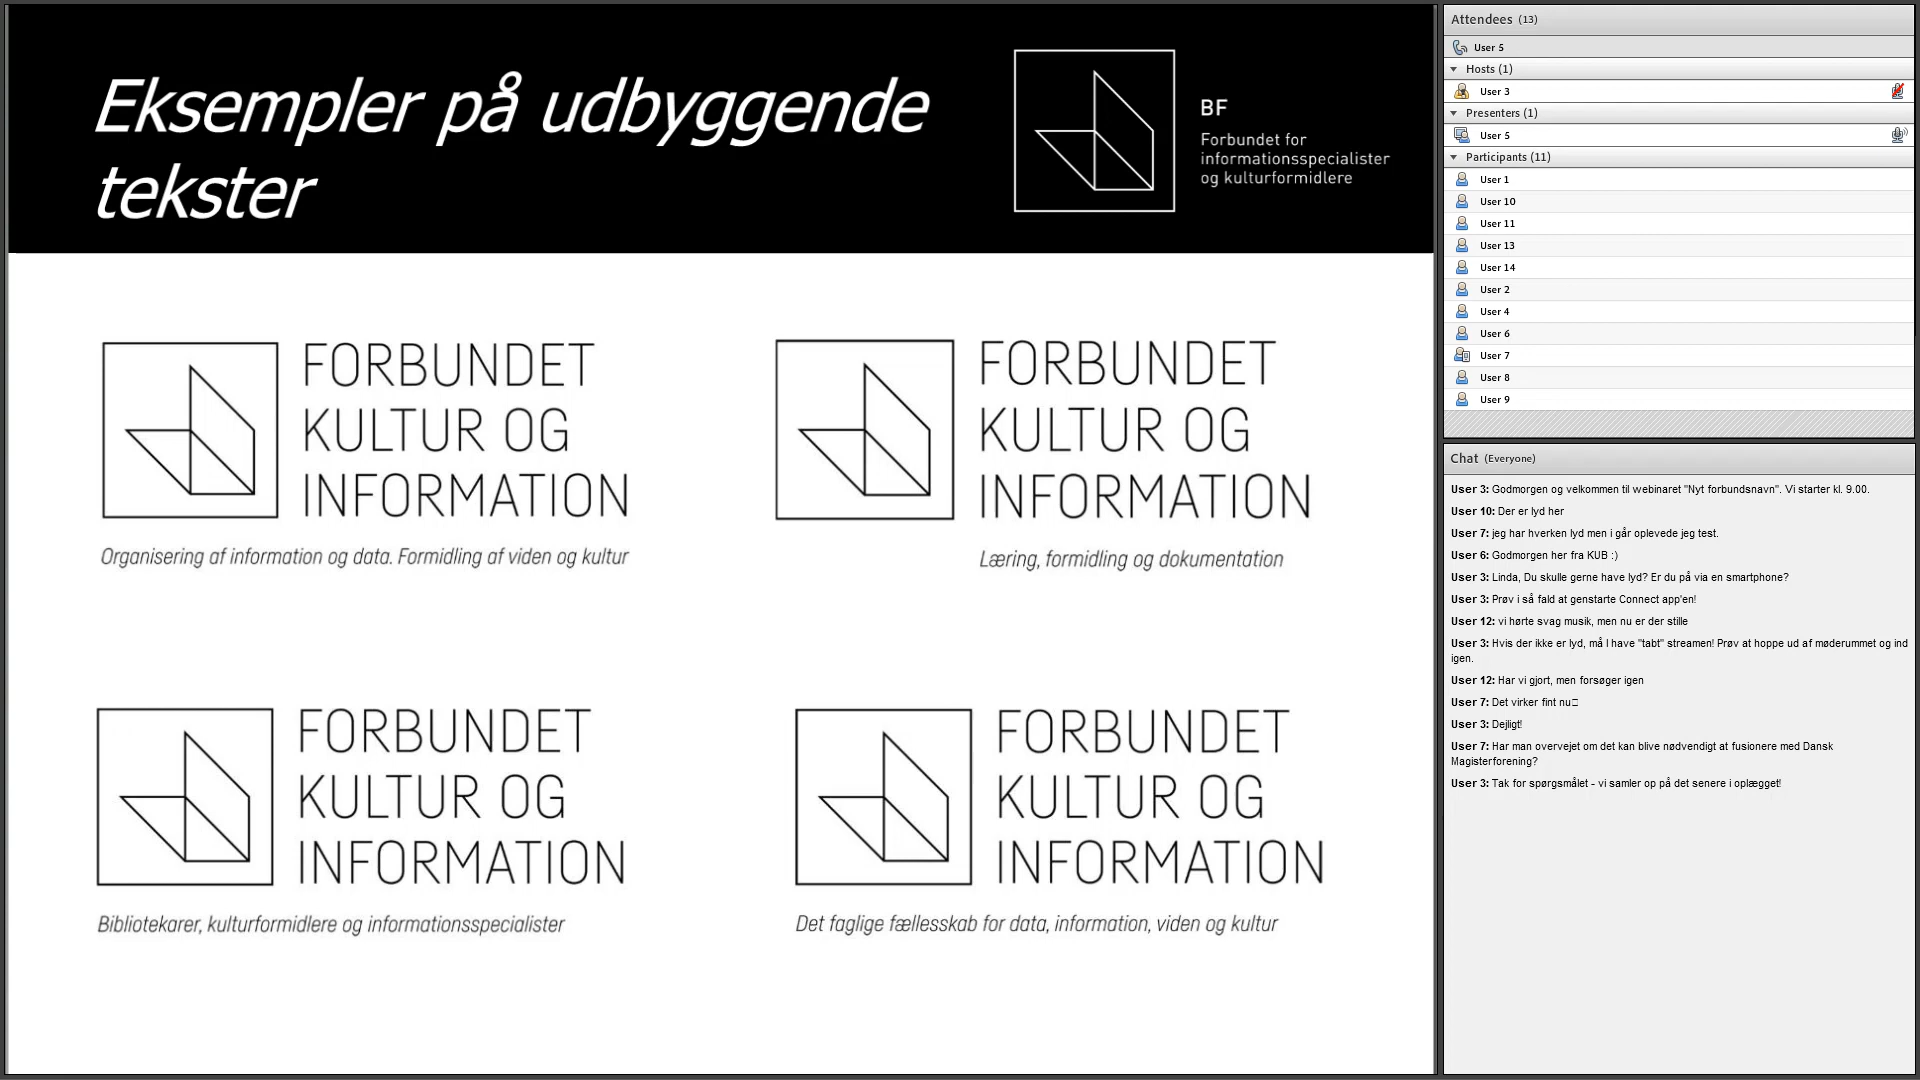 Eksempler på udbyggende
tekster
BF
Forbundet for
informationsspecialister
og kulturformidlere
FORBUNDET
KULTUR OG
INFORMATION
Organisering af information og data. Formidling af viden og kultur
FORBUNDET
KULTUR OG
INFORMATION
Læring, formidling og dokumentation
FORBUNDET
KULTUR OG
INFORMATION
Bibliotekarer, kulturformidlere og informationsspecialister
FORBUNDET
KULTUR OG
INFORMATION
Det faglige fællesskab for data, information, viden og kultur
Attendees (13)
User 5
Hosts (1)
User 3
Presenters (1)
User 5
Participants (11)
User 1
User 10
User 11
User 13
User 14
User 2
User 4
User 6
User 7
User 8
User 9
Chat (Everyone)
User 3: Godmorgen og velkommen til webinaret "Nyt forbundsnavn". Vi starter kl. 9.00.
User 10: Der er lyd her
User 7: jeg har hverken lyd men i går oplevede jeg test.
User 6: Godmorgen her fra KUB :)
User 3: Linda, Du skulle gerne have lyd? Er du på via en smartphone?
User 3: Prøv i så fald at genstarte Connect app'en!
User 12: vi hørte svag musik, men nu er der stille
User 3: Hvis der ikke er lyd, må I have "tabt" streamen! Prøv at hoppe ud af møderummet og ind
igen.
User 12: Har vi gjort, men forsøger igen
User 7: Det virker fint nu
User 3: Dejligt!
User 7: Har man overvejet om det kan blive nødvendigt at fusionere med Dansk
Magisterforening?
User 3: Tak for spørgsmålet - vi samler op på det senere i oplægget!